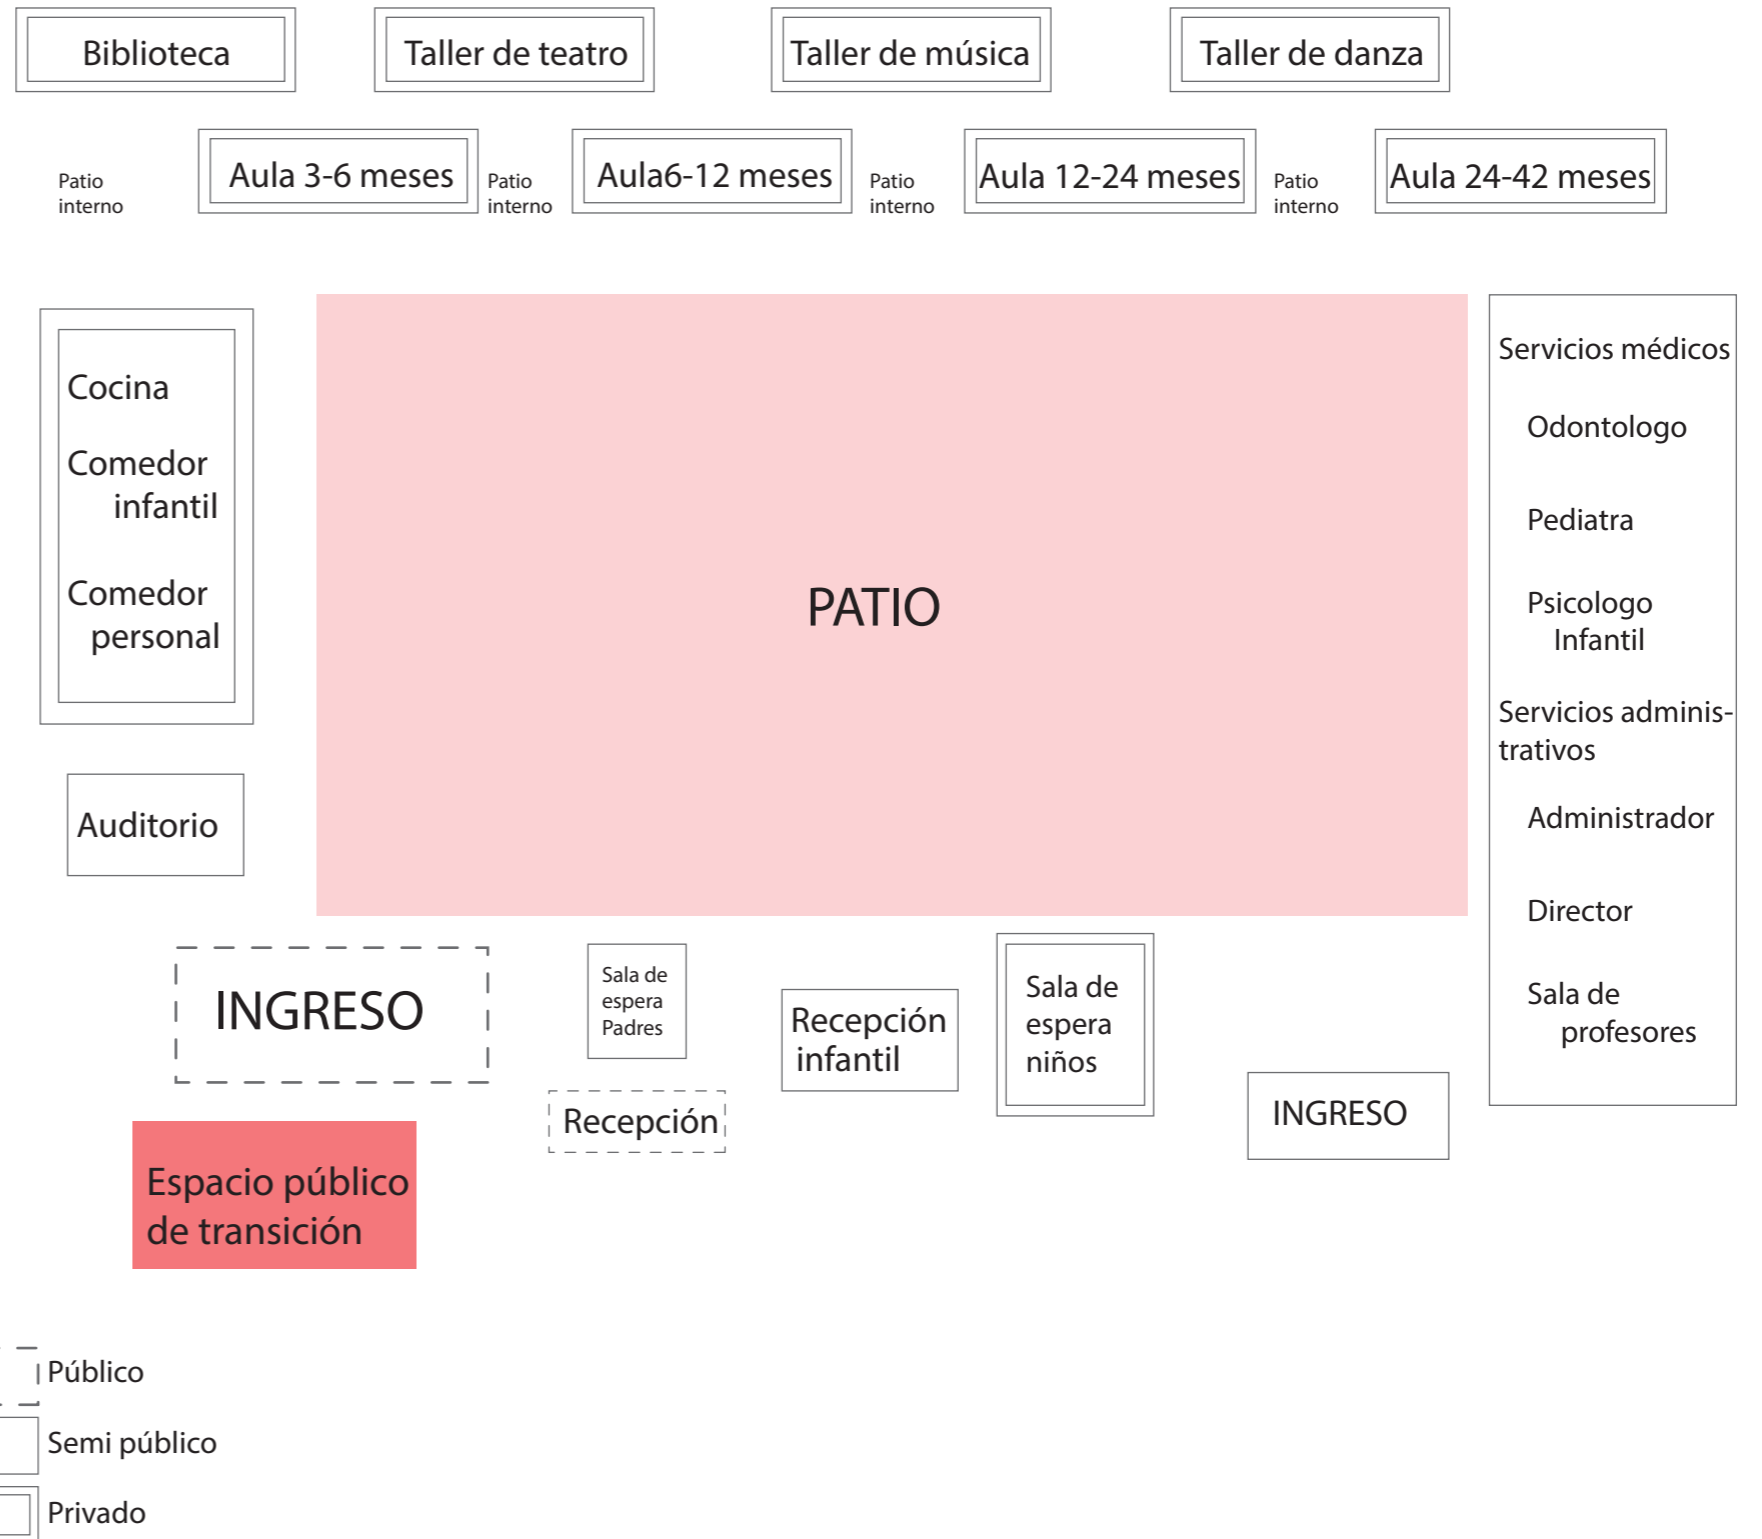 Biblioteca
Taller de teatro
Taller de música
Taller de danza
Patio
interno
Aula 3-6 meses
Patio
interno
Aula6-12 meses
Patio
interno
Aula 12-24 meses
Patio
interno
Aula 24-42 meses
Cocina
Comedor
infantil
Comedor
personal
Auditorio
PATIO
Servicios médicos
Odontologo
Pediatra
Psicologo
Infantil
Servicios adminis-
trativos
Administrador
Director
Sala de
profesores
INGRESO
Sala de
espera
Padres
Recepción
Recepción
infantil
Sala de
espera
niños
INGRESO
Espacio público
de transición
Público
Semi público
Privado